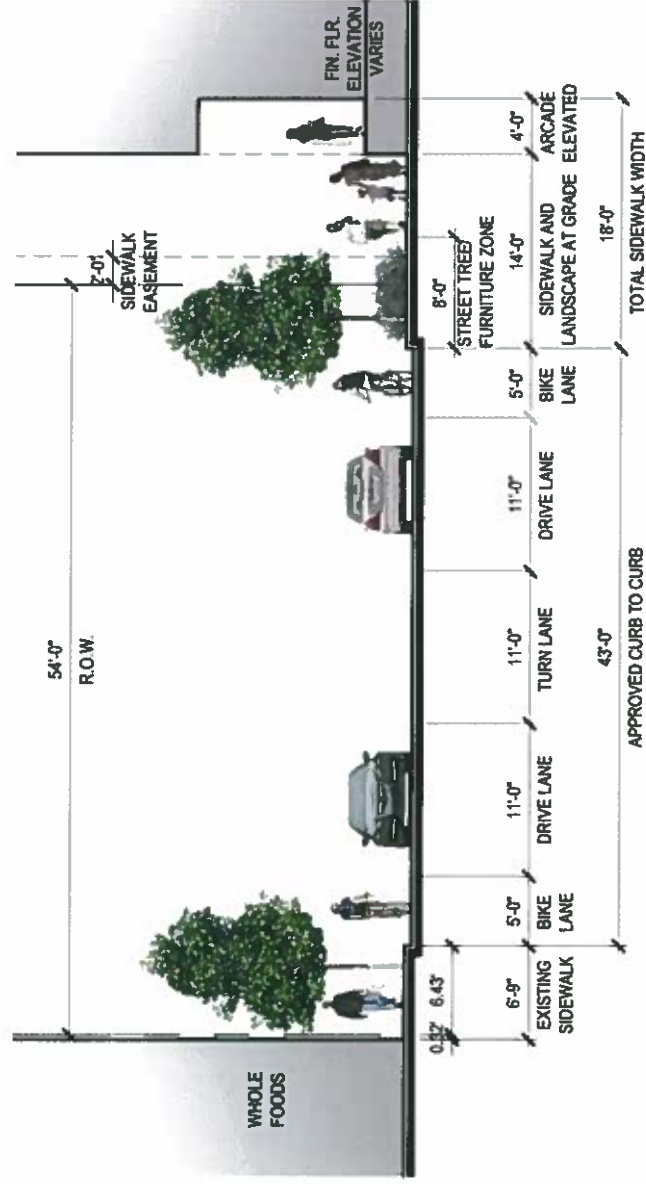 54'-0"
R.O.W.
2'-0"
SIDEWALK
EASEMENT
WHOLE
FOODS
FIN. FLR.
ELEVATION
VARIES
0.32' 6.43'
8'-0"
STREET TREE/
FURNITURE ZONE
6'-9"
EXISTING
SIDEWALK
5'-0"
BIKE
LANE
11'-0"
DRIVE LANE
11'-0"
TURN LANE
11'-0"
DRIVE LANE
5'-0"
BIKE
LANE
14'-0"
SIDEWALK AND
LANDSCAPE AT GRADE
4'-0"
ARCADE
ELEVATED
43'-0"
APPROVED CURB TO CURB
18'-0"
TOTAL SIDEWALK WIDTH